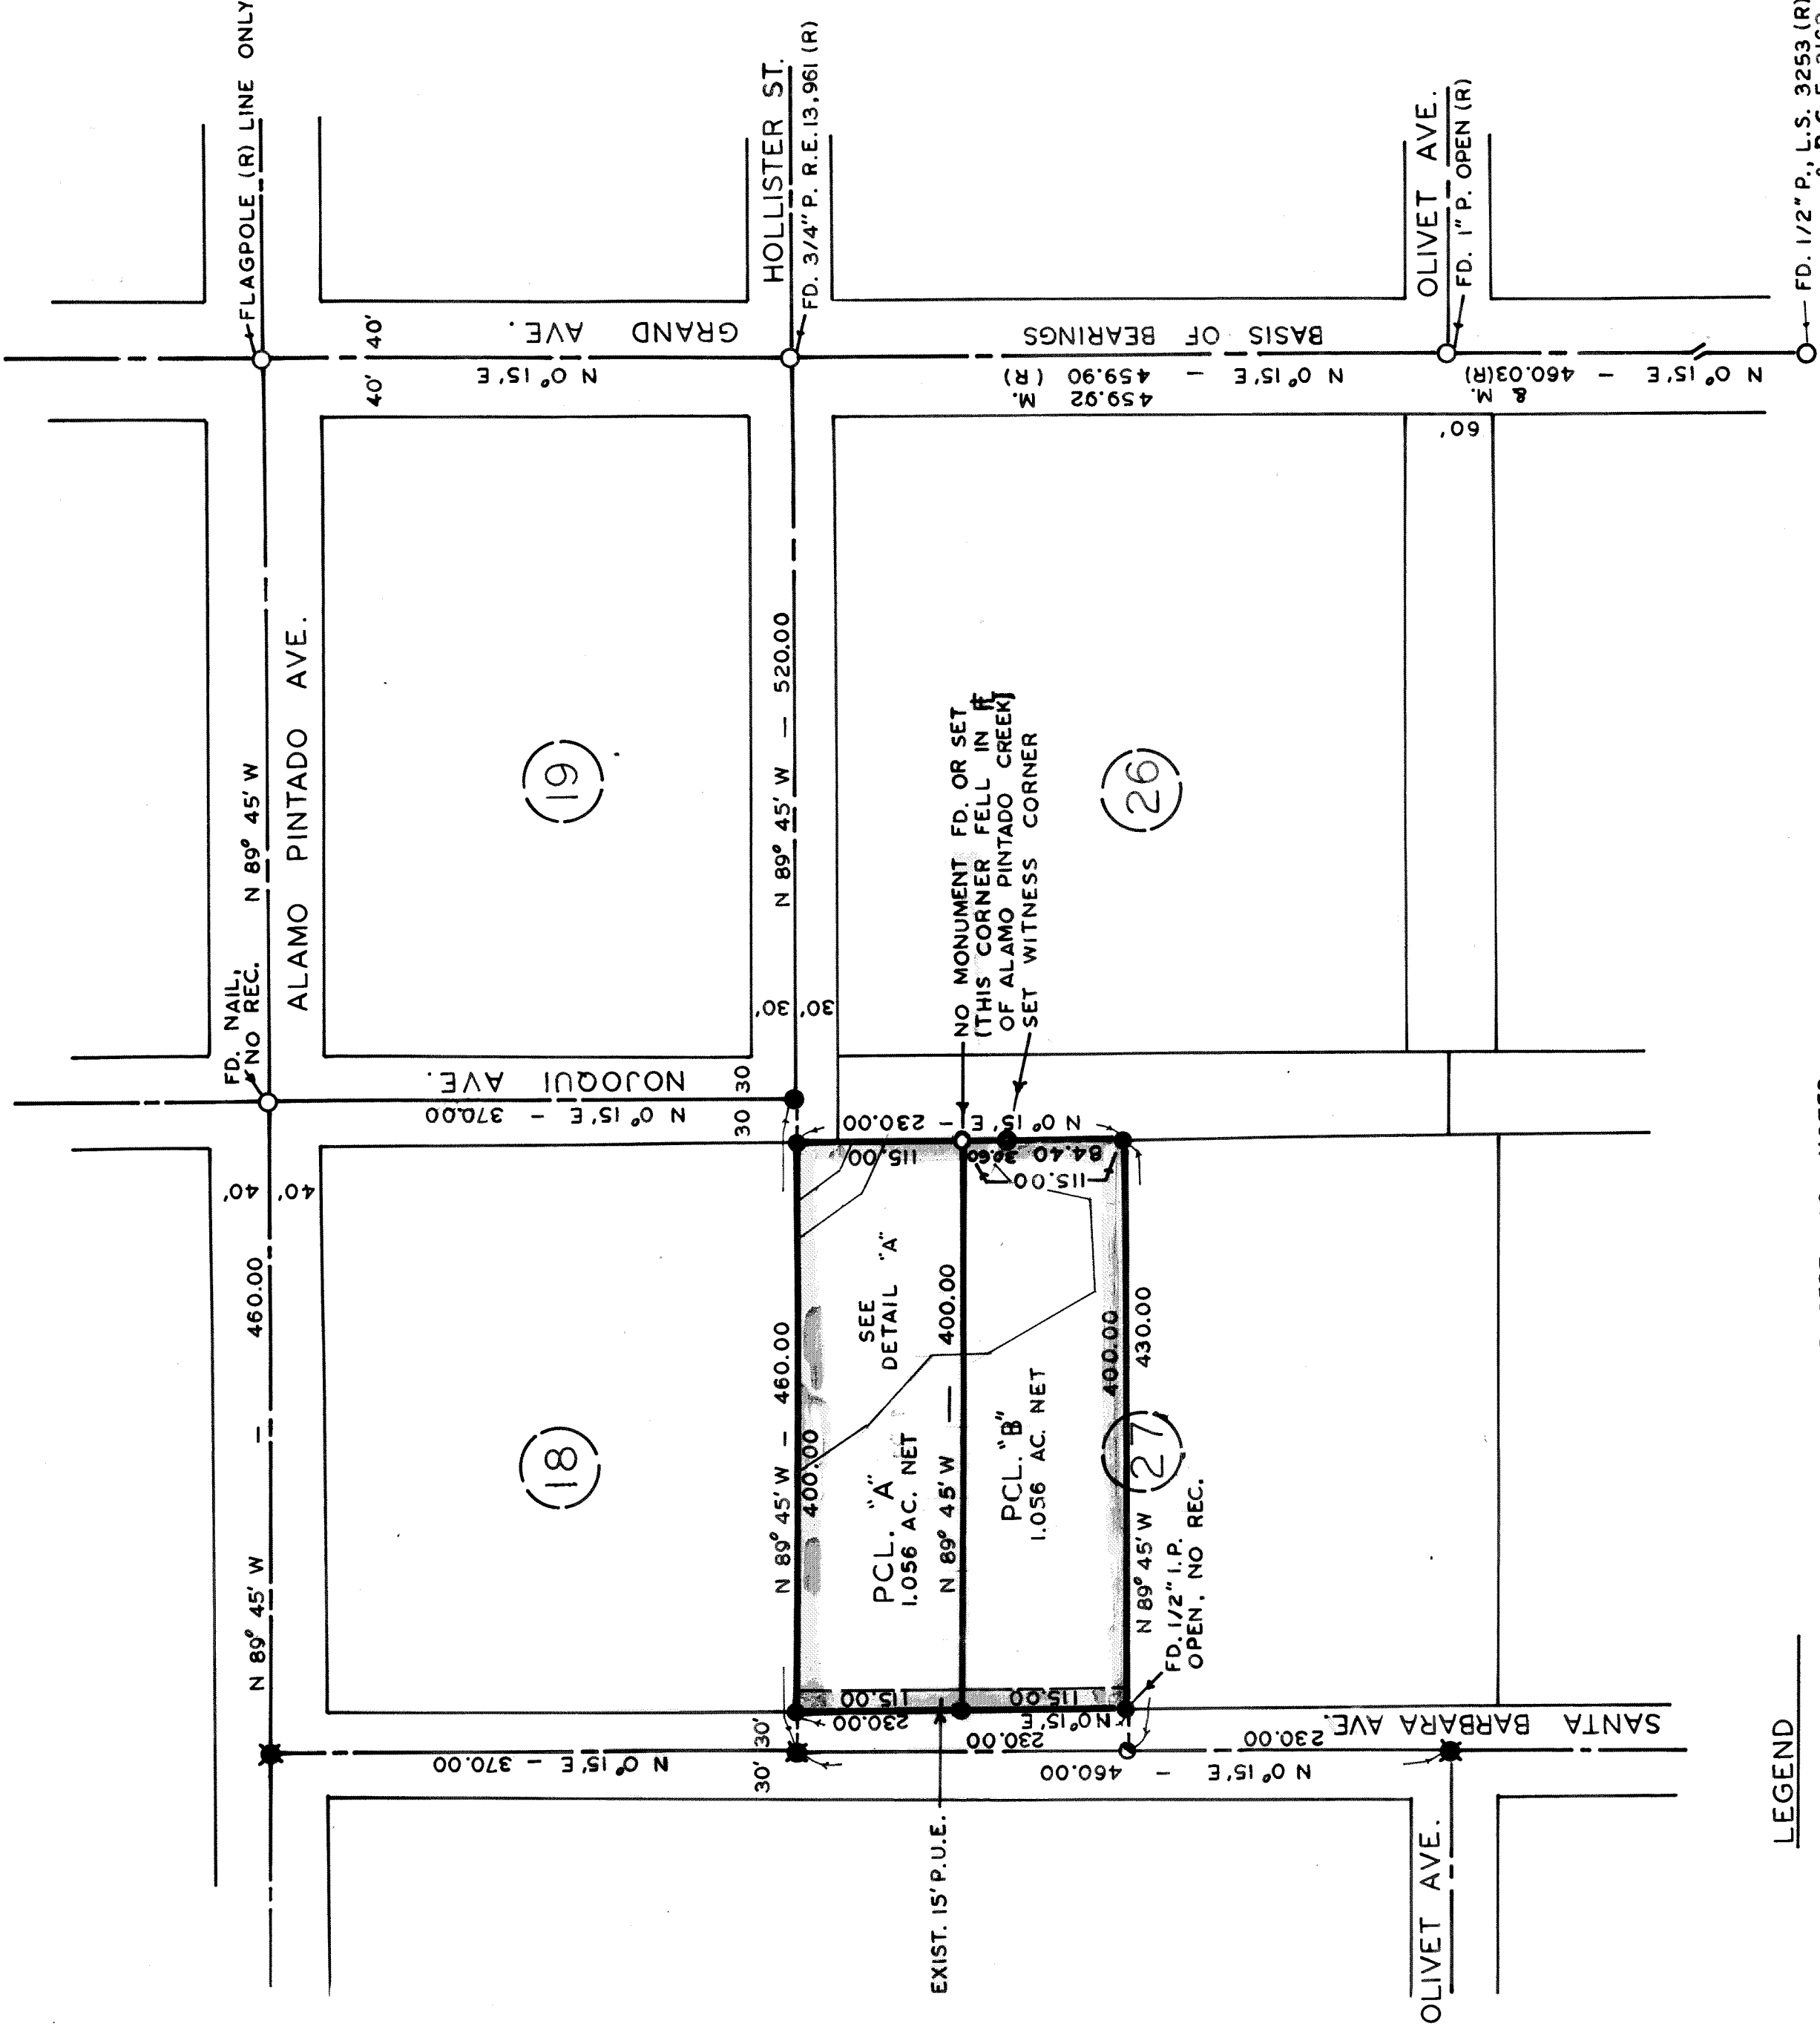 FLAGPOLE (R) LINE ONLY
FD. NAIL,
NO REC.
N 89° 45' W
N 89° 45' W — 460.00
ALAMO PINTADO AVE.
40'
40'
40'
40'
GRAND AVE.
N 0° 15' E
HOLLISTER ST.
FD. 3/4" P. R.E. 13,961 (R)
BASIS OF BEARINGS
N 0° 15' E — 459.90 (R)
459.92 M.
OLIVET AVE.
FD. 1" P. OPEN (R)
N 0° 15' E — 460.03(R)
& M.
60'
FD. 1/2" P., L.S. 3253 (R)
19
N 89° 45' W — 520.00
30'
30'
NOJOQUI AVE.
N 0° 15' E — 370.00
30
30
NO MONUMENT FD. OR SET
(THIS CORNER FELL IN
OF ALAMO PINTADO CREEK)
SET WITNESS CORNER
26
18
N 89° 45' W — 460.00
400.00
N 0° 15' E — 230.00
115.00
30.60
84.40
115.00
SEE
DETAIL "A"
PCL. "A"
1.056 AC. NET
N 89° 45' W — 400.00
PCL. "B"
1.056 AC. NET
400.00
N 89° 45' W
430.00
27
FD. 1/2" I.P.
OPEN, NO REC.
115.00
115.00
230.00
N 0° 15' E
230.00
230.00
N 0° 15' E — 370.00
30'
30'
N 0° 15' E — 460.00
SANTA BARBARA AVE.
EXIST. 15' P.U.E.
OLIVET AVE.
LEGEND